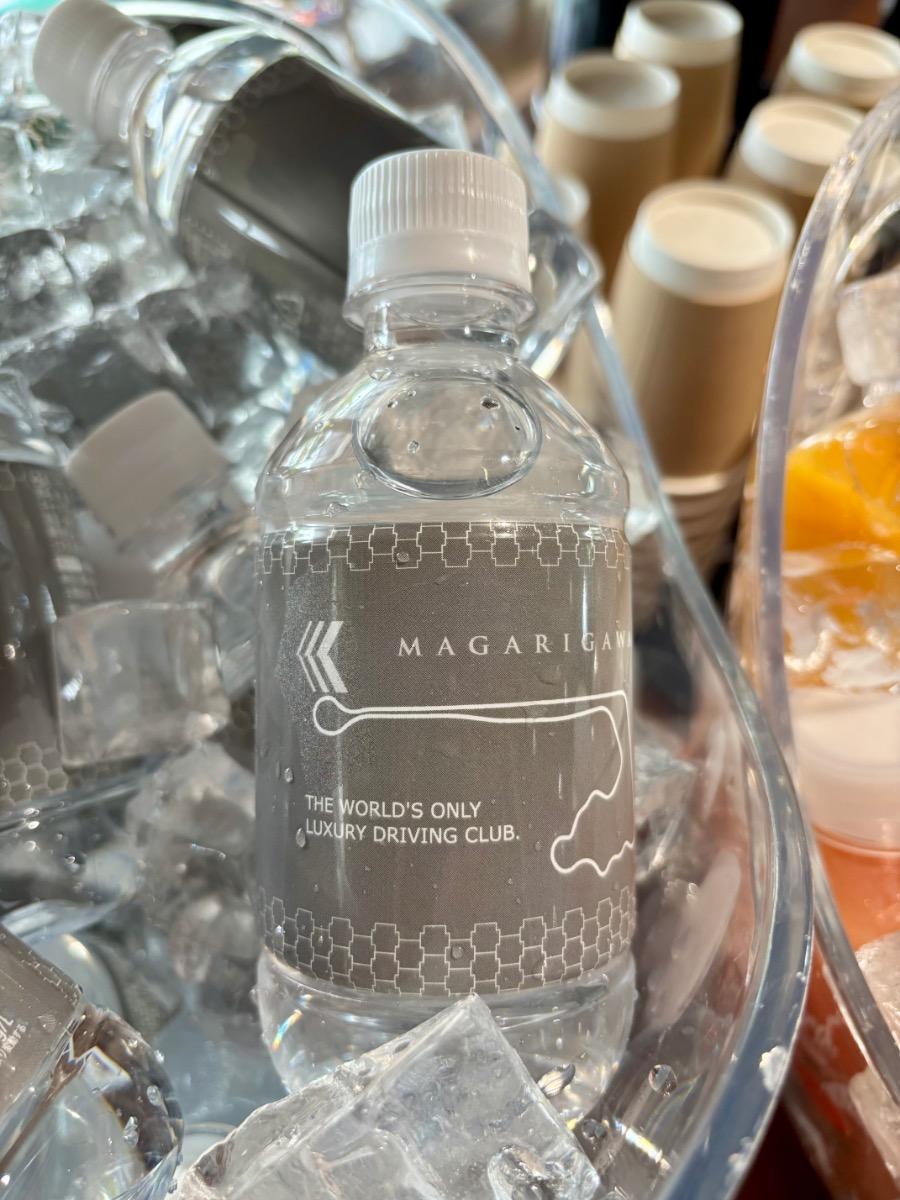 MAGARIGAWA
THE WORLD'S ONLY
LUXURY DRIVING CLUB.